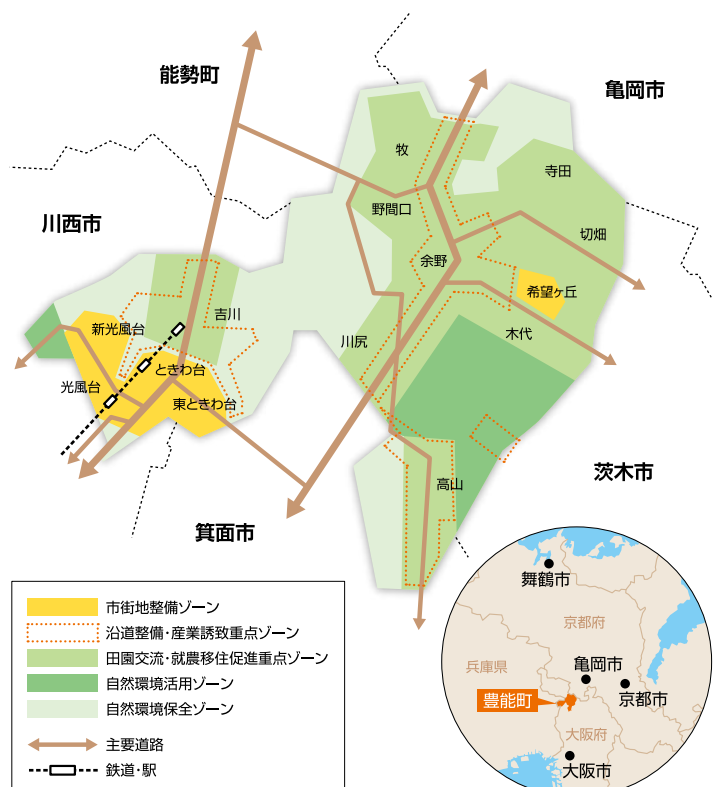 能勢町
亀岡市
川西市
牧
寺田
野間口
切畑
余野
希望ヶ丘
吉川
新光風台
川尻
木代
ときわ台
光風台
東ときわ台
高山
茨木市
箕面市
市街地整備ゾーン
沿道整備・産業誘致重点ゾーン
田園交流・就農移住促進重点ゾーン
自然環境活用ゾーン
自然環境保全ゾーン
主要道路
鉄道・駅
舞鶴市
京都府
兵庫県
亀岡市
京都市
豊能町
大阪府
大阪市